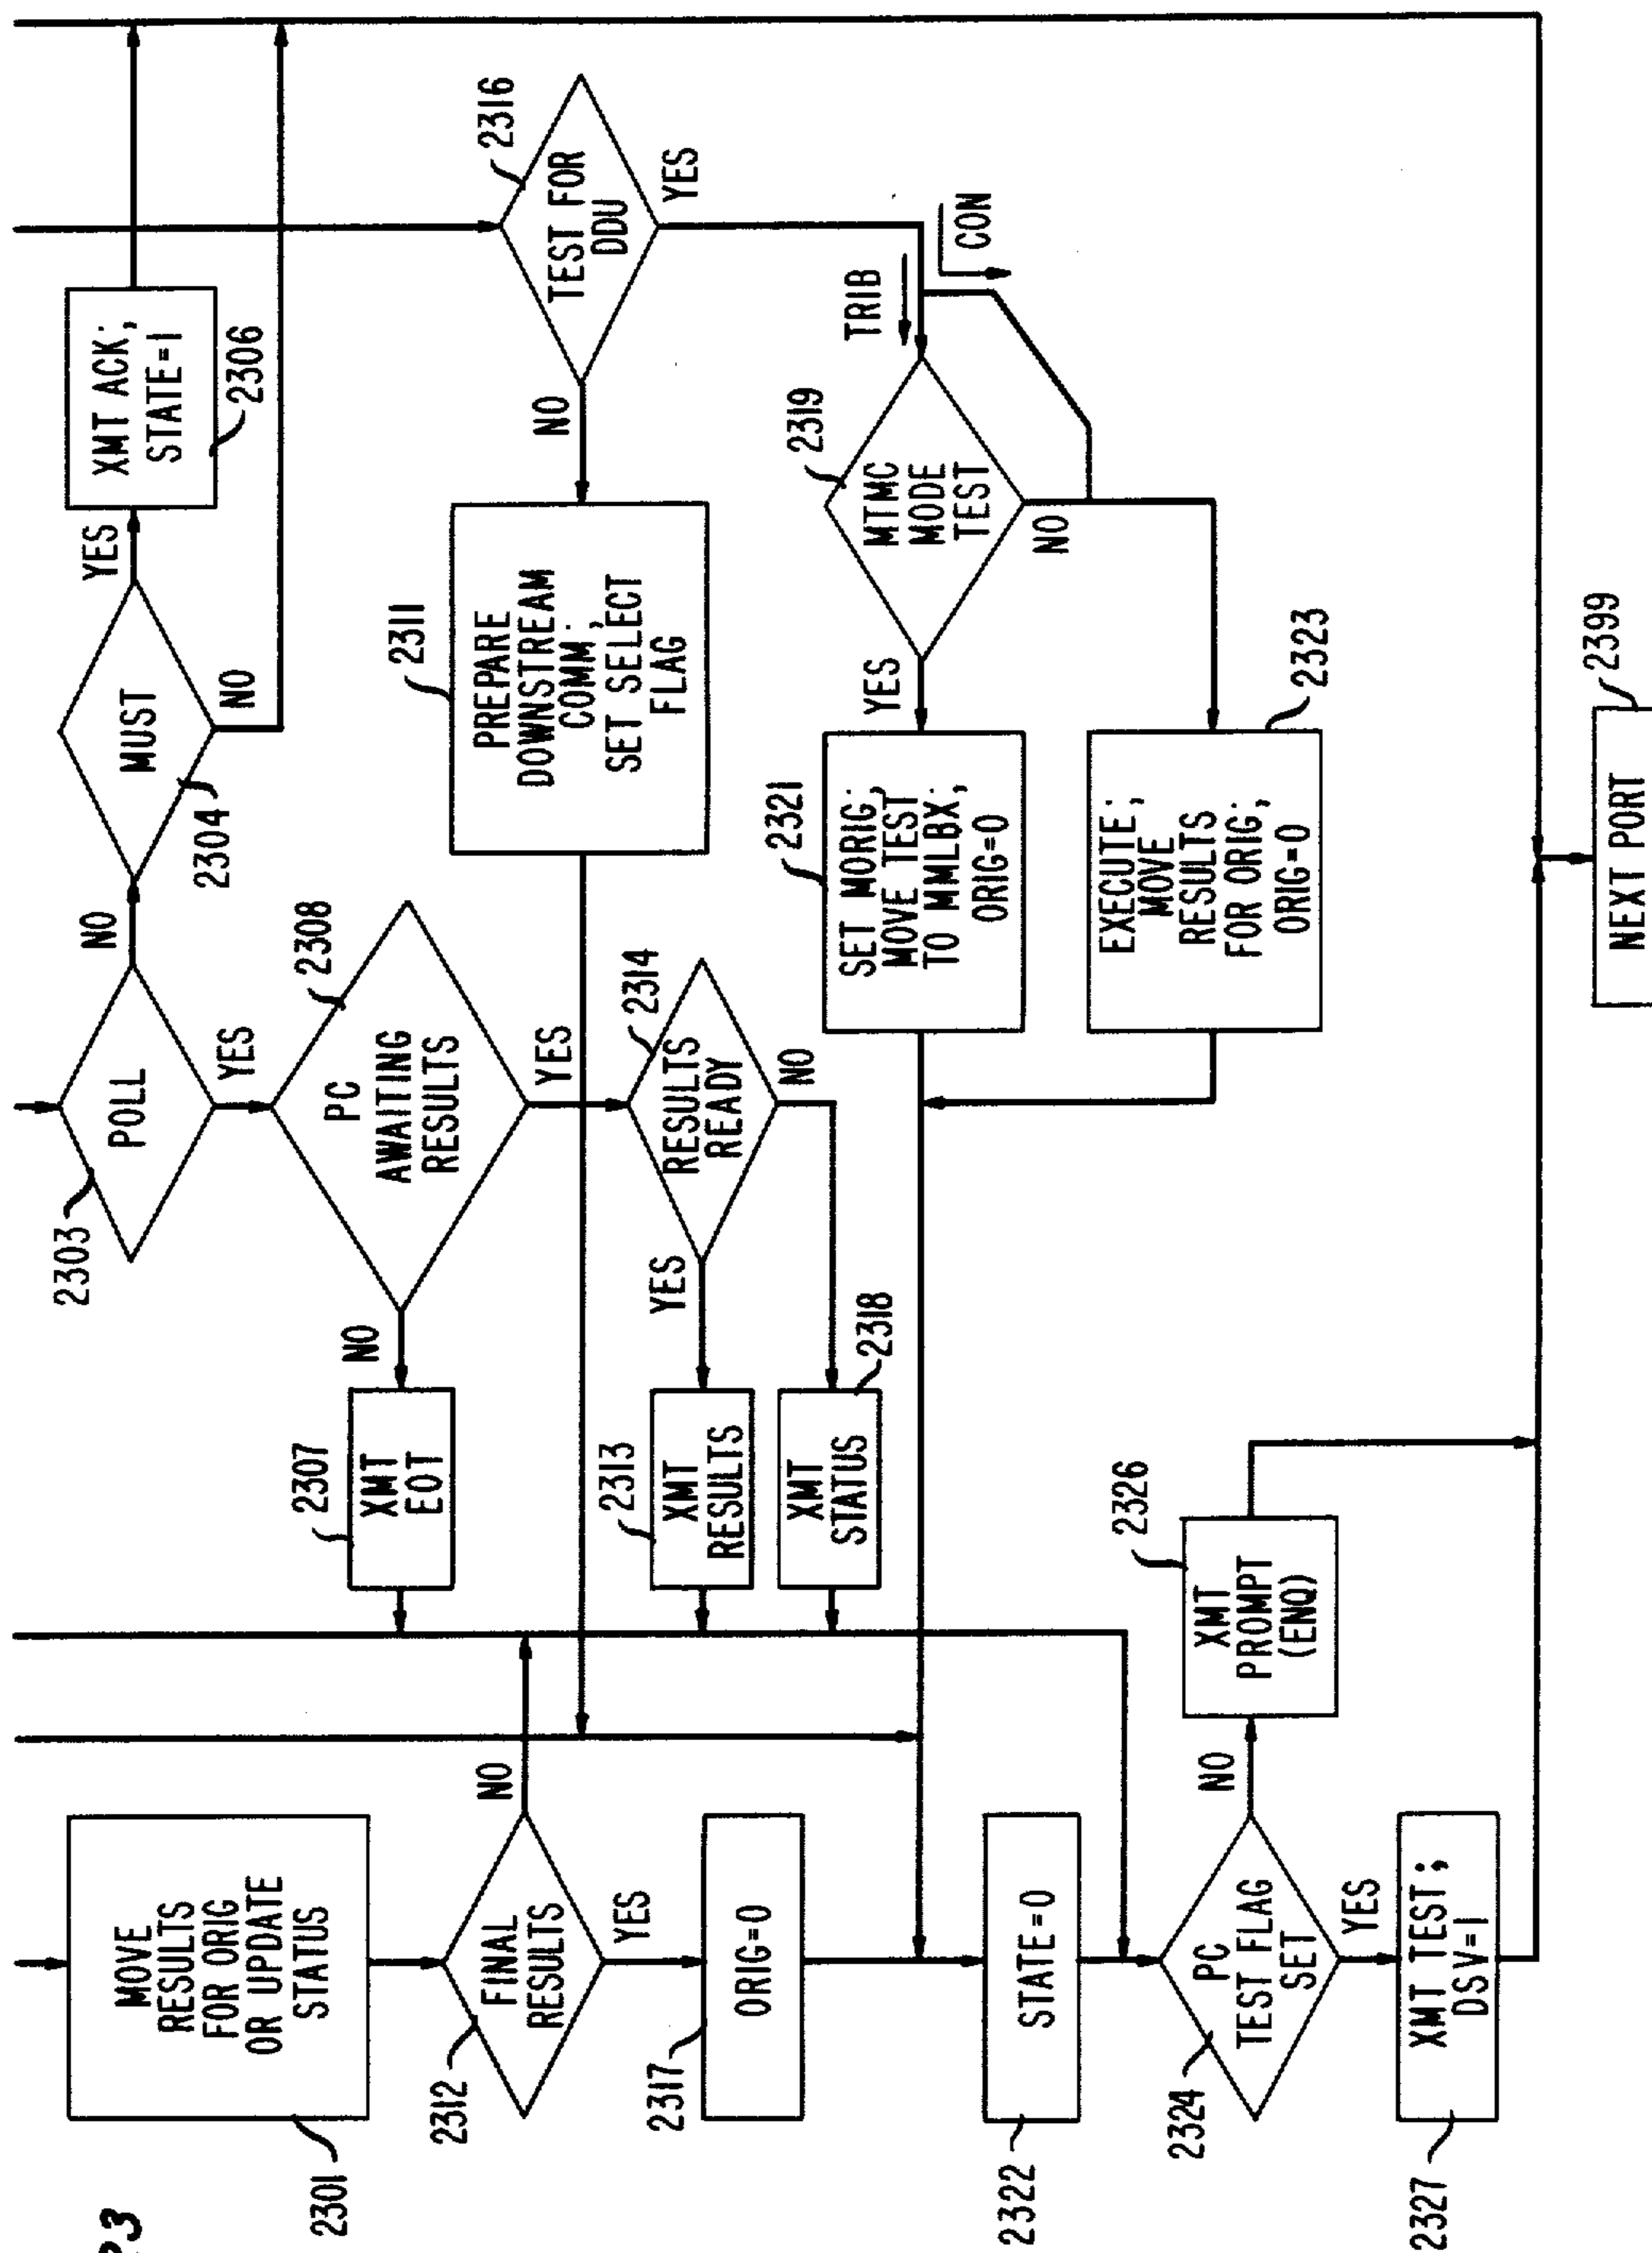 2301
MOVE
RESULTS
FOR ORIG
OR UPDATE
STATUS
2312
FINAL
RESULTS
NO
YES
2317
ORIG=0
2322
STATE=0
2324
PC
TEST FLAG
SET
NO
YES
2326
XMT
PROMPT
(ENQ)
2327
XMT TEST;
DSV=1
2303
POLL
NO
YES
2304
MUST
YES
NO
XMT ACK;
STATE=1
2306
2308
PC
AWAITING
RESULTS
NO
YES
2307
XMT
EOT
2314
RESULTS
READY
YES
NO
2313
XMT
RESULTS
2318
XMT
STATUS
2311
PREPARE
DOWNSTREAM
COMM;
SET SELECT
FLAG
2316
TEST FOR
DDU
NO
YES
TRIB
CON
2319
MTMC
MODE
TEST
YES
NO
2321
SET MORIG;
MOVE TEST
TO MMLBX;
ORIG=0
2323
EXECUTE;
MOVE
RESULTS
FOR ORIG;
ORIG=0
NEXT PORT
2399